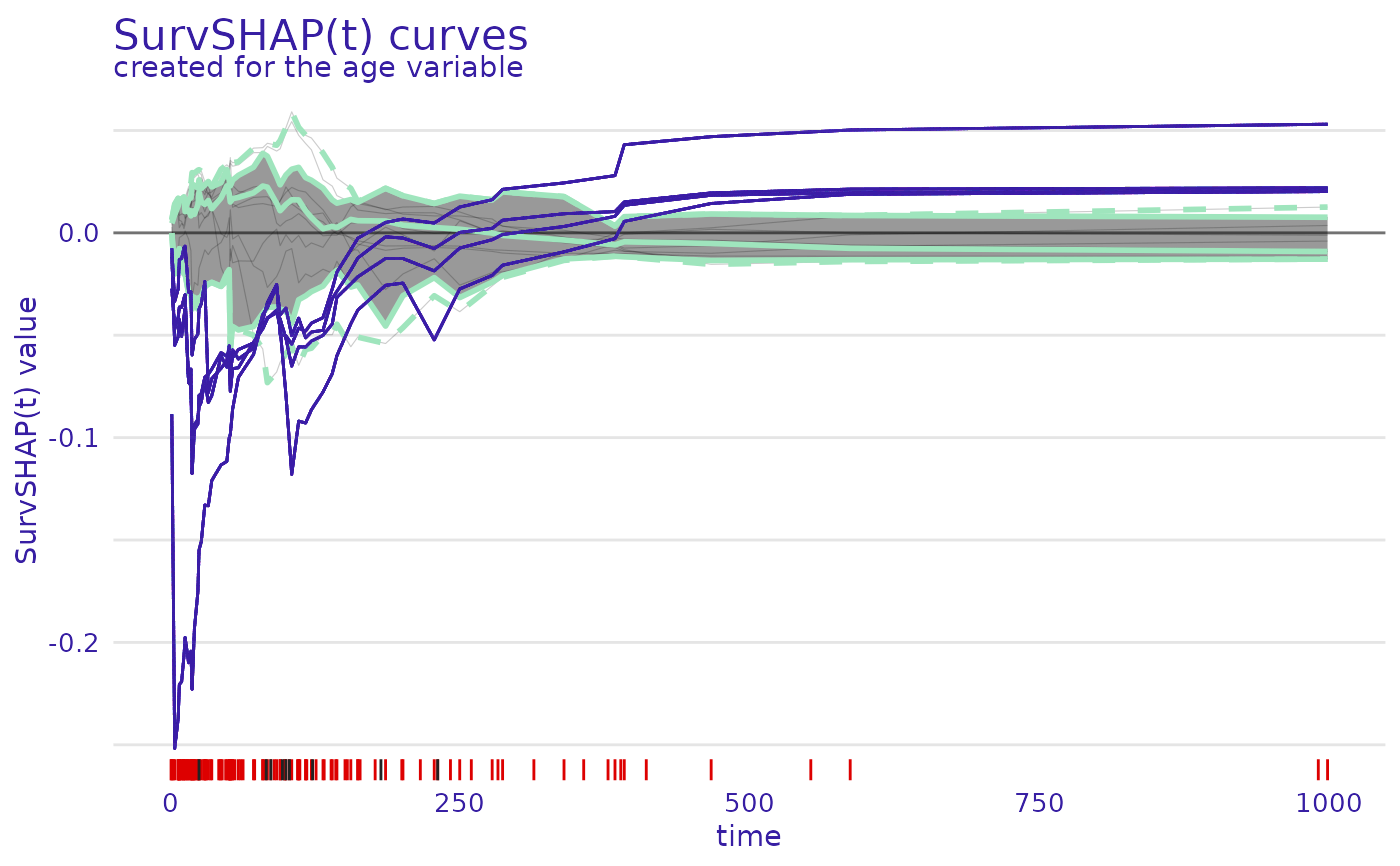 SurvSHAP(t) curves
created for the age variable
SurvSHAP(t) value
0.0
-0.1
-0.2
0
250
500
750
1000
time